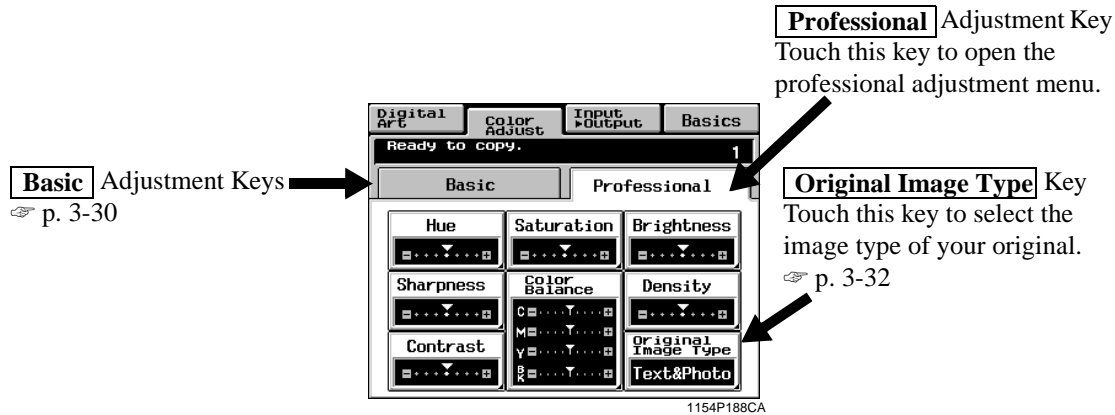 Professional Adjustment Key
Touch this key to open the
professional adjustment menu.
Basic Adjustment Keys
☞ p. 3-30
Digital
Art
Color
Adjust
Input
▶Output
Basics
Ready to copy.
1
Basic
Professional
Hue
Saturation
Brightness
Sharpness
Color
Balance
Density
C
M
Y
BK
Contrast
Original
Image Type
Text&Photo
Original Image Type Key
Touch this key to select the
image type of your original.
☞ p. 3-32
1154P188CA